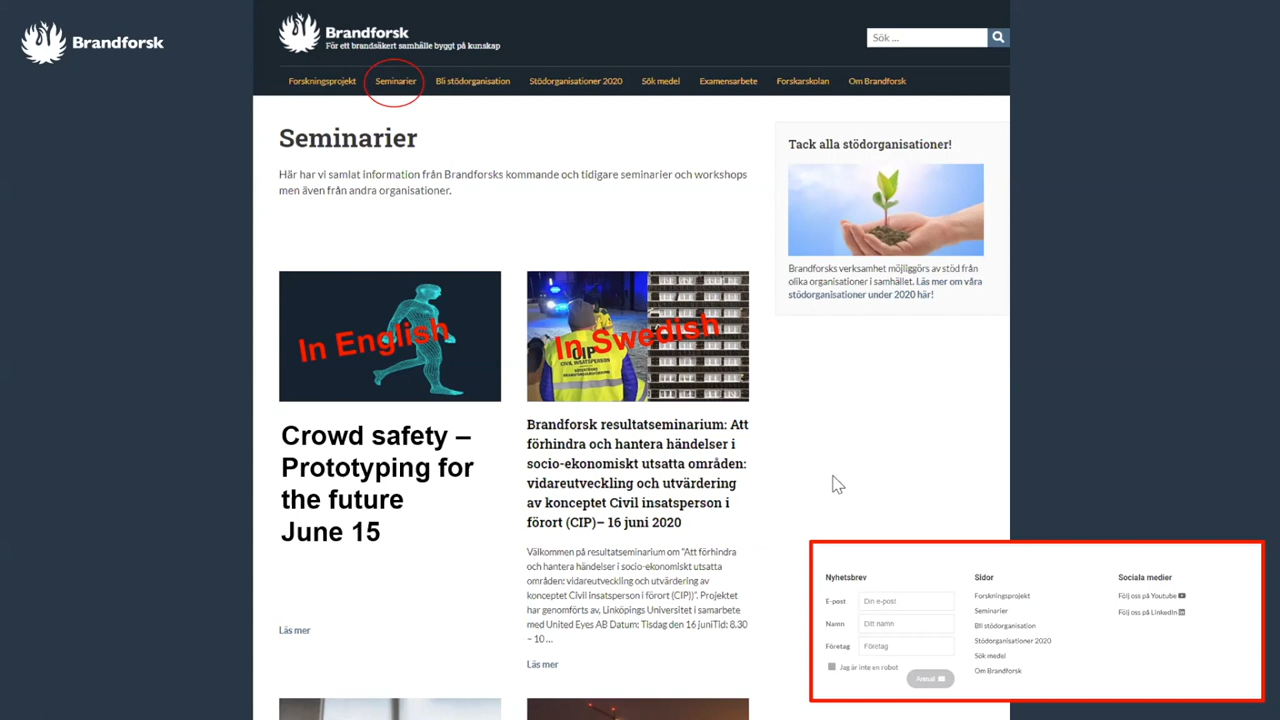 Brandforsk
Brandforsk
För ett brandsäkert samhälle byggt på kunskap
Sök ...
Forskningsprojekt
Seminarier
Bli stödorganisation
Stödorganisationer 2020
Sök medel
Examensarbete
Forskarskolan
Om Brandforsk
Seminarier
Här har vi samlat information från Brandforsks kommande och tidigare seminarier och workshops
men även från andra organisationer.
Tack alla stödorganisationer!
Brandforsks verksamhet möjliggörs av stöd från
olika organisationer i samhället. Läs mer om våra
stödorganisationer under 2020 här!
In English
Crowd safety –
Prototyping for
the future
June 15
Läs mer
In Swedish
CIP
CIVIL INSATSPERSON
Brandforsk resultatseminarium: Att
förhindra och hantera händelser i
socio-ekonomiskt utsatta områden:
vidareutveckling och utvärdering
av konceptet Civil insatsperson i
förort (CIP)– 16 juni 2020
Välkommen på resultatseminarium om "Att förhindra
och hantera händelser i socio-ekonomiskt utsatta
områden: vidareutveckling och utvärdering av
konceptet Civil Insatsperson i förort (CIP))". Projektet
har genomförts av, Linköpings Universitet i samarbete
med United Eyes AB Datum: Tisdag den 16 juniTid: 8.30
– 10 ...
Läs mer
Nyhetsbrev
E-post
Din e-post
Namn
Ditt namn
Företag
Företag
Jag är inte en robot
Anmäl
Sidor
Forskningsprojekt
Seminarier
Bli stödorganisation
Stödorganisationer 2020
Sök medel
Om Brandforsk
Sociala medier
Följ oss på Youtube
Följ oss på LinkedIn